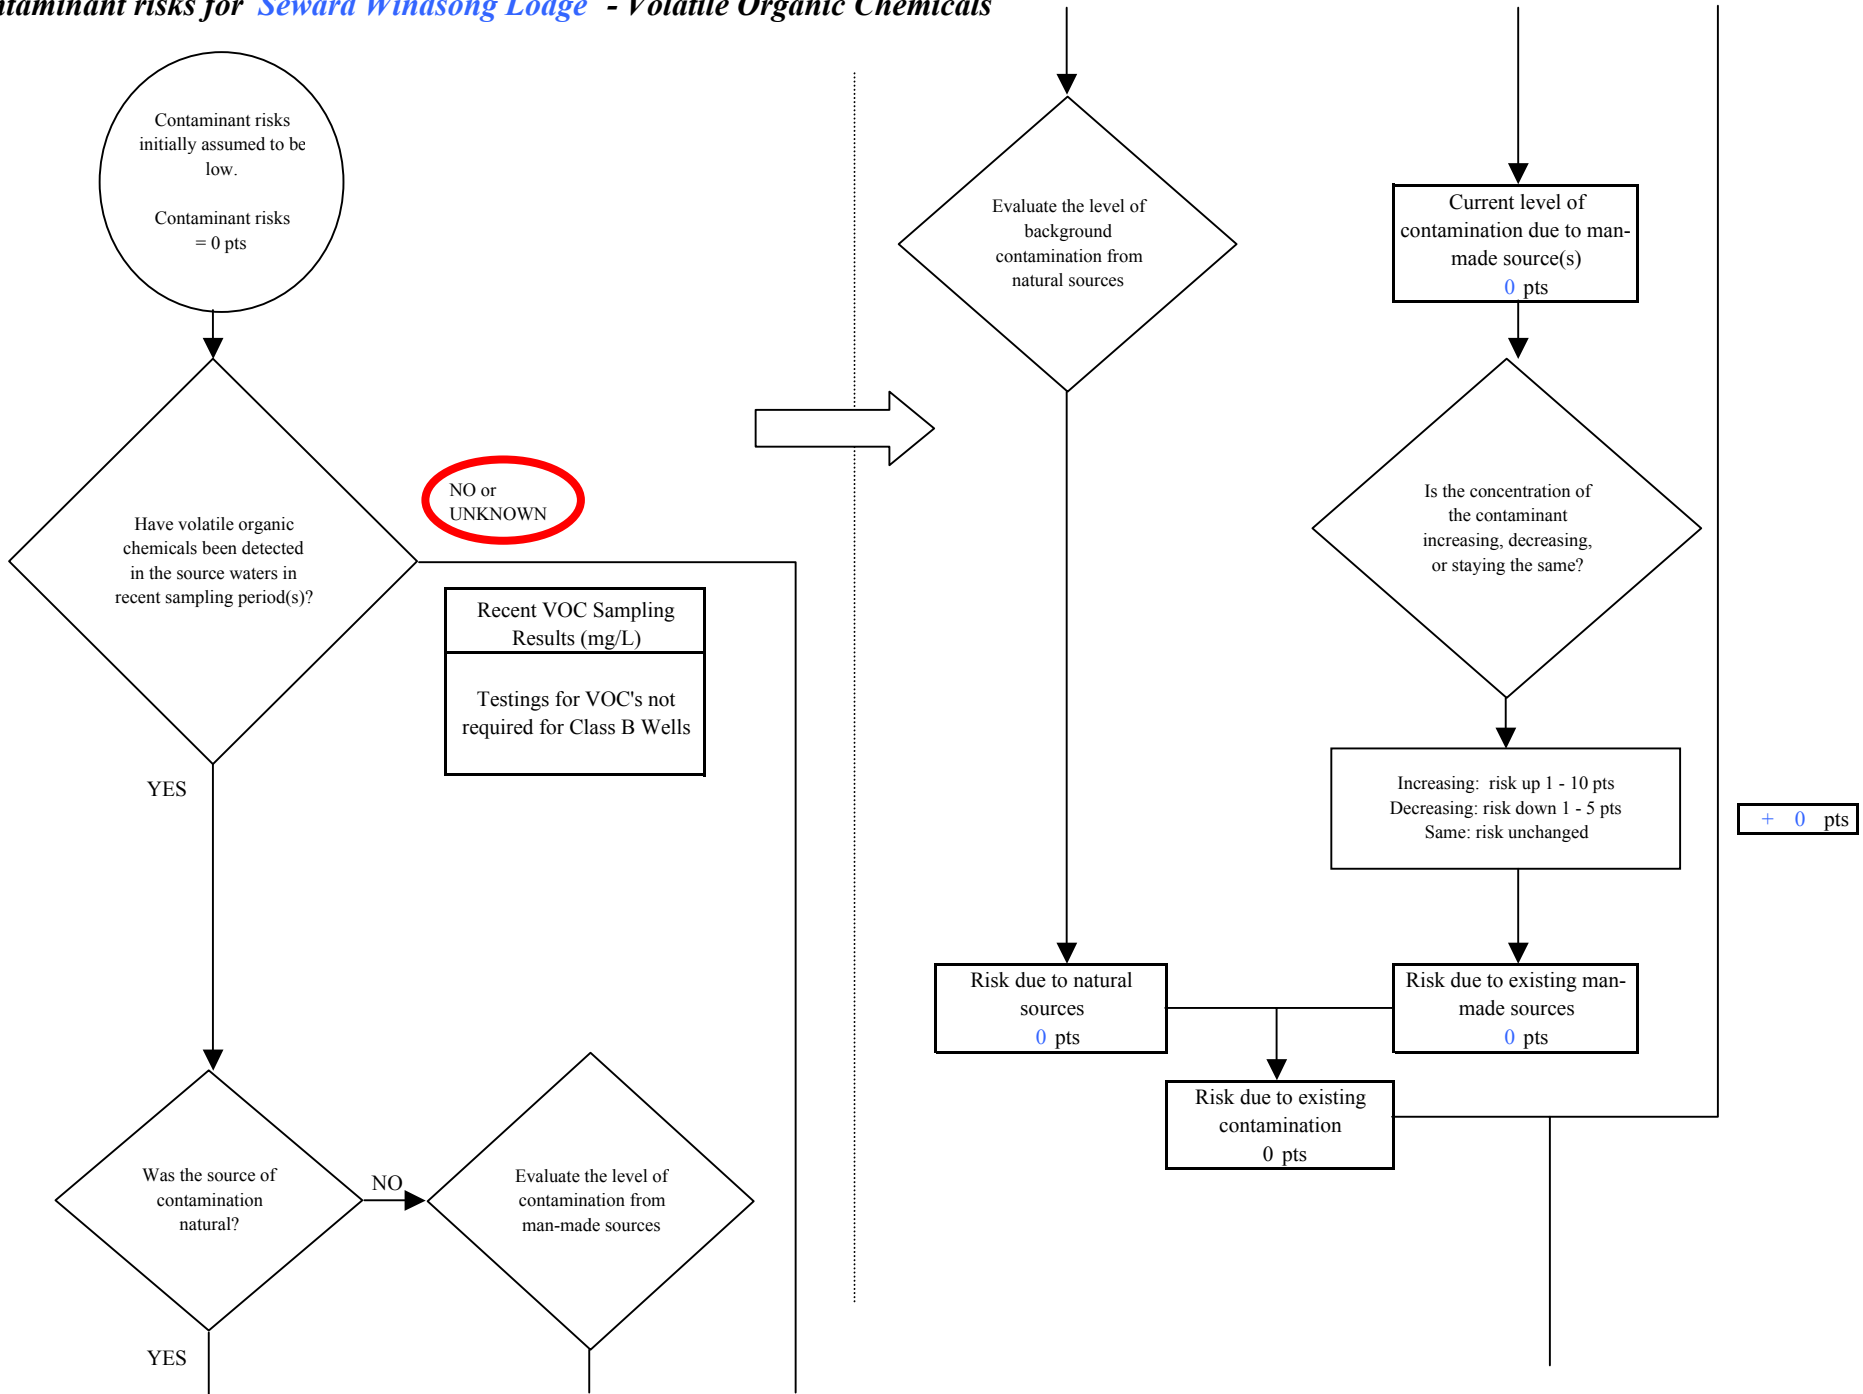 ntaminant risks for Seward Windsong Lodge - Volatile Organic Chemicals
Contaminant risks
initially assumed to be
low.
Contaminant risks
= 0 pts
Have volatile organic
chemicals been detected
in the source waters in
recent sampling period(s)?
NO or
UNKNOWN
Recent VOC Sampling
Results (mg/L)
Testings for VOC's not
required for Class B Wells
YES
Was the source of
contamination
natural?
NO
Evaluate the level of
contamination from
man-made sources
YES
Evaluate the level of
background
contamination from
natural sources
Current level of
contamination due to man-
made source(s)
0 pts
Is the concentration of
the contaminant
increasing, decreasing,
or staying the same?
Increasing: risk up 1 - 10 pts
Decreasing: risk down 1 - 5 pts
Same: risk unchanged
+ 0 pts
Risk due to natural
sources
0 pts
Risk due to existing man-
made sources
0 pts
Risk due to existing
contamination
0 pts